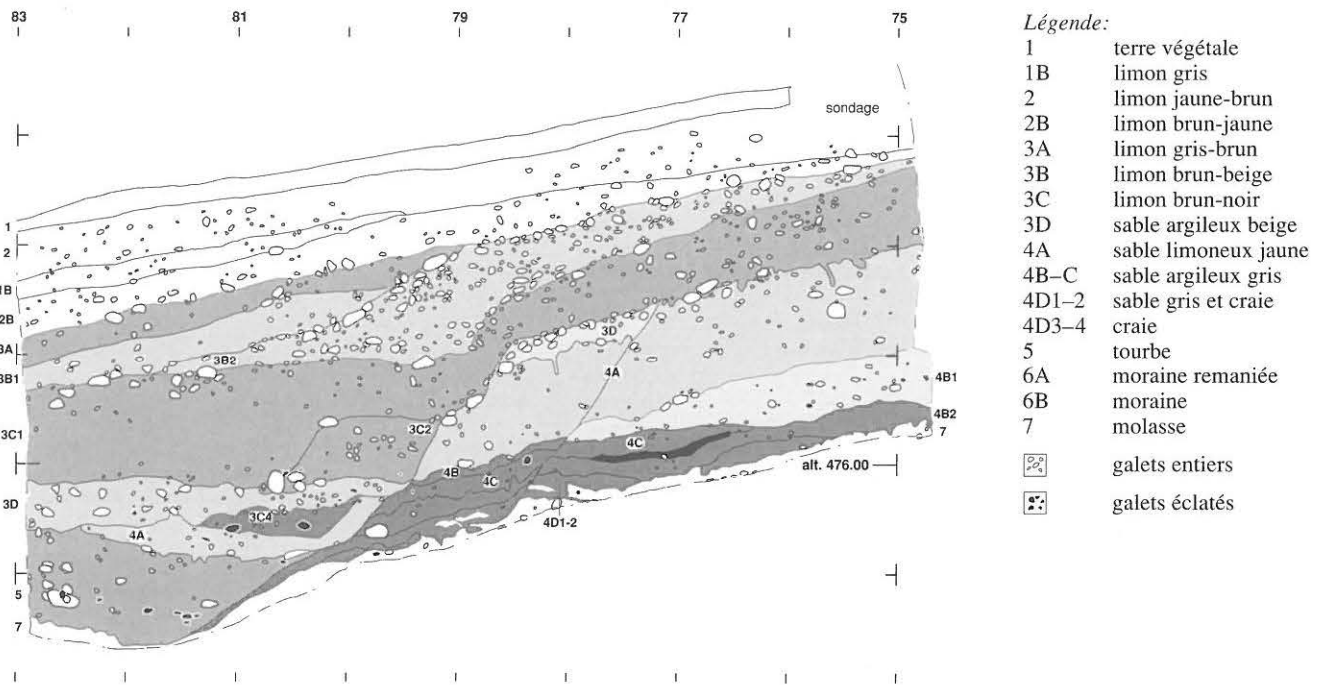 83 81 79 77 75
sondage
1
2
1B
2B
3A
3B1
3C1
3D
5
7
3B2
3C2
3C4
4A
3D
4A
4B
4C
4C
4D1-2
4B1
4B2
7
alt. 476.00
Légende:
1 terre végétale
1B limon gris
2 limon jaune-brun
2B limon brun-jaune
3A limon gris-brun
3B limon brun-beige
3C limon brun-noir
3D sable argileux beige
4A sable limoneux jaune
4B–C sable argileux gris
4D1–2 sable gris et craie
4D3–4 craie
5 tourbe
6A moraine remaniée
6B moraine
7 molasse
galets entiers
galets éclatés